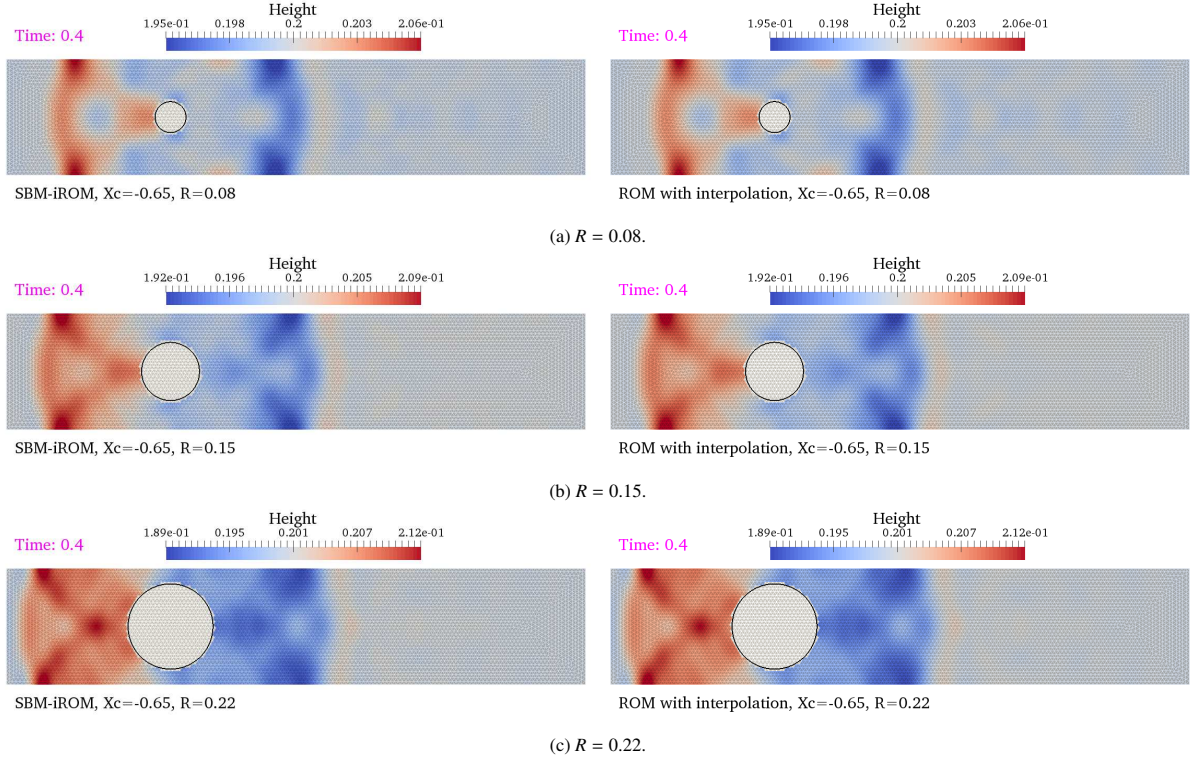 Height
1.95e-01 0.198 0.2 0.203 2.06e-01
Time: 0.4
SBM-iROM, Xc=-0.65, R=0.08
Height
1.95e-01 0.198 0.2 0.203 2.06e-01
Time: 0.4
ROM with interpolation, Xc=-0.65, R=0.08
(a) R = 0.08.
Height
1.92e-01 0.196 0.2 0.205 2.09e-01
Time: 0.4
SBM-iROM, Xc=-0.65, R=0.15
Height
1.92e-01 0.196 0.2 0.205 2.09e-01
Time: 0.4
ROM with interpolation, Xc=-0.65, R=0.15
(b) R = 0.15.
Height
1.89e-01 0.195 0.201 0.207 2.12e-01
Time: 0.4
SBM-iROM, Xc=-0.65, R=0.22
Height
1.89e-01 0.195 0.201 0.207 2.12e-01
Time: 0.4
ROM with interpolation, Xc=-0.65, R=0.22
(c) R = 0.22.